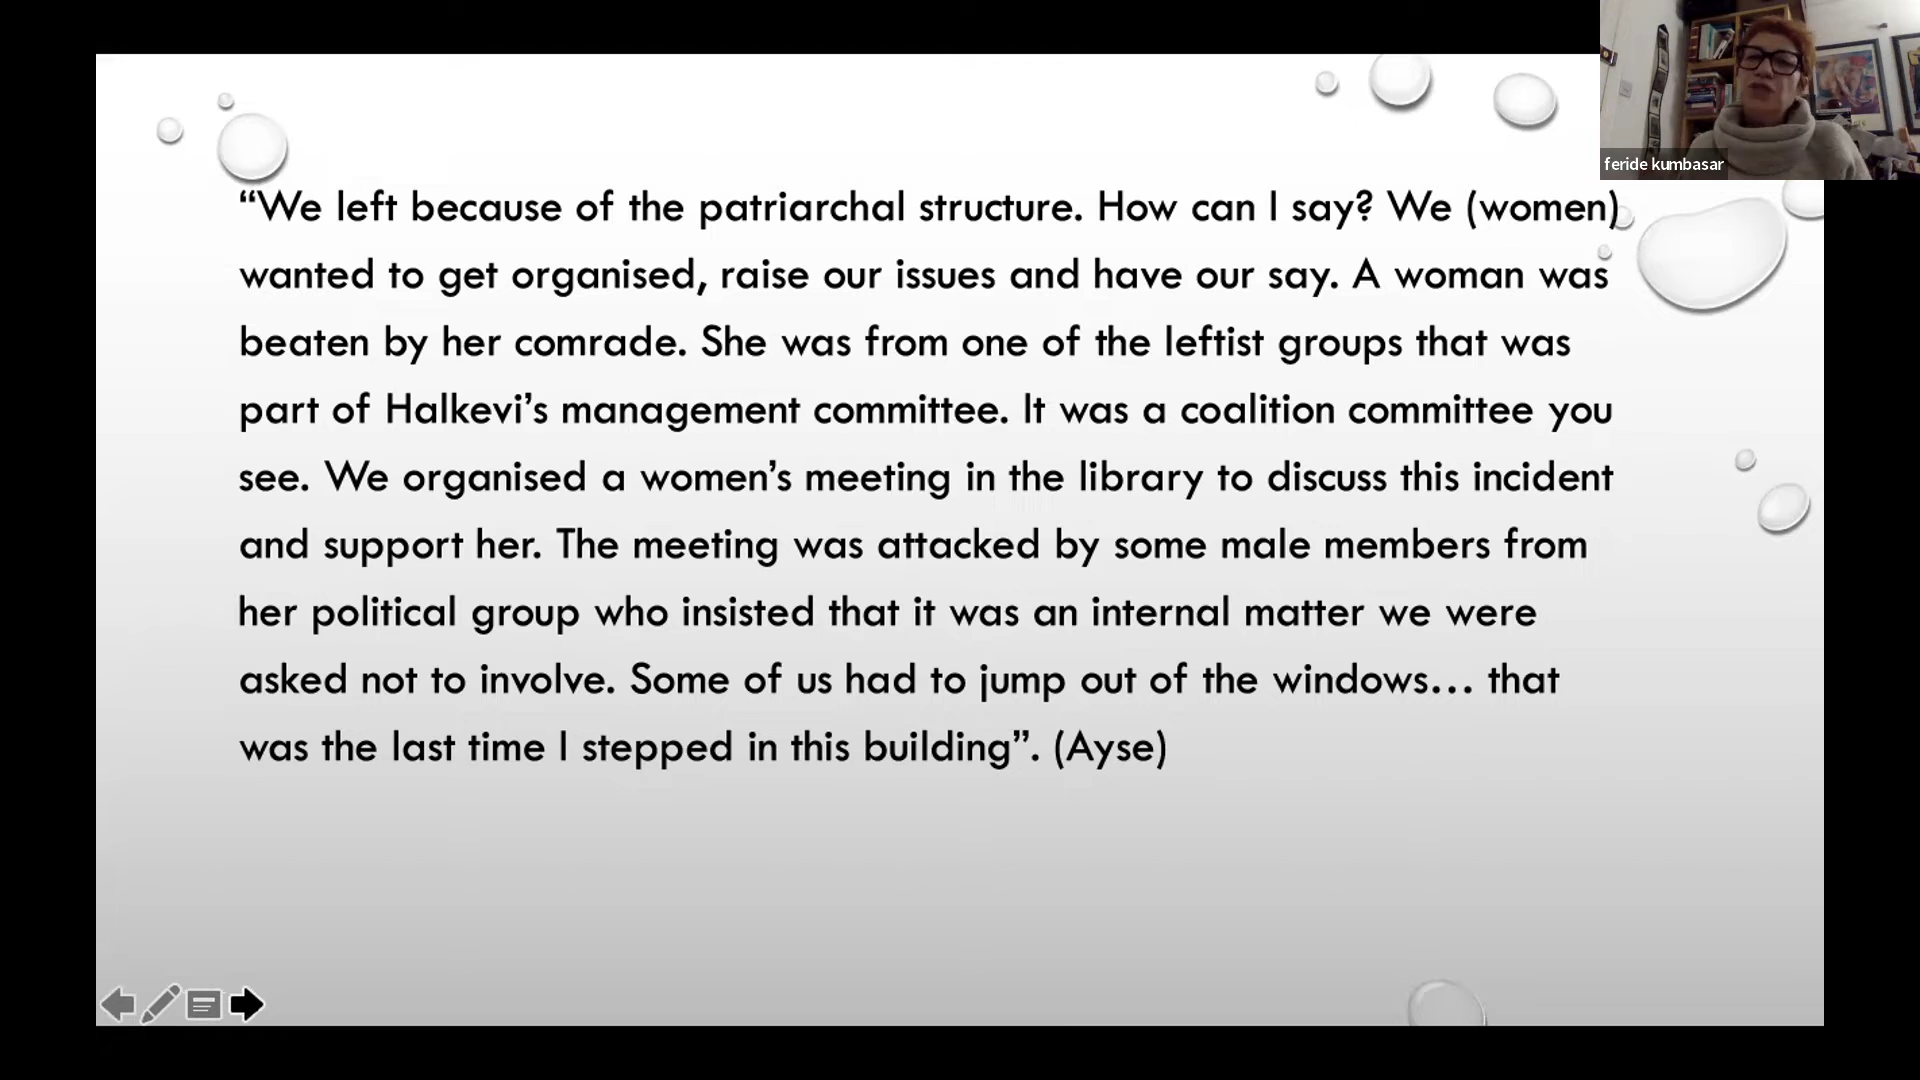 feride kumbasar
“We left because of the patriarchal structure. How can I say? We (women)
wanted to get organised, raise our issues and have our say. A woman was
beaten by her comrade. She was from one of the leftist groups that was
part of Halkevi’s management committee. It was a coalition committee you
see. We organised a women’s meeting in the library to discuss this incident
and support her. The meeting was attacked by some male members from
her political group who insisted that it was an internal matter we were
asked not to involve. Some of us had to jump out of the windows… that
was the last time I stepped in this building”. (Ayse)